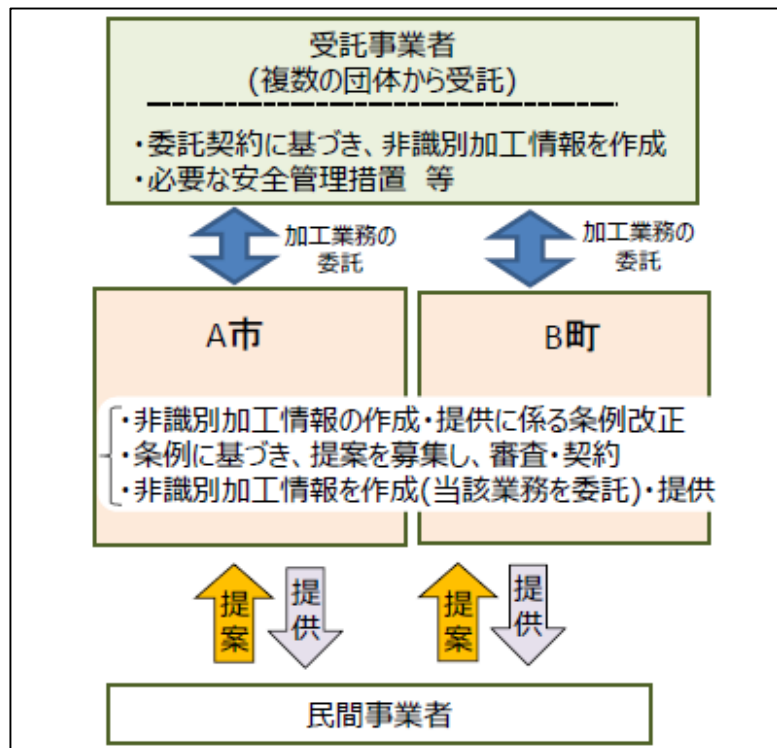 受託事業者
(複数の団体から受託)
・委託契約に基づき、非識別加工情報を作成
・必要な安全管理措置 等
加工業務の
委託
加工業務の
委託
A市
B町
・非識別加工情報の作成・提供に係る条例改正
・条例に基づき、提案を募集し、審査・契約
・非識別加工情報を作成(当該業務を委託)・提供
提案
提供
提案
提供
民間事業者